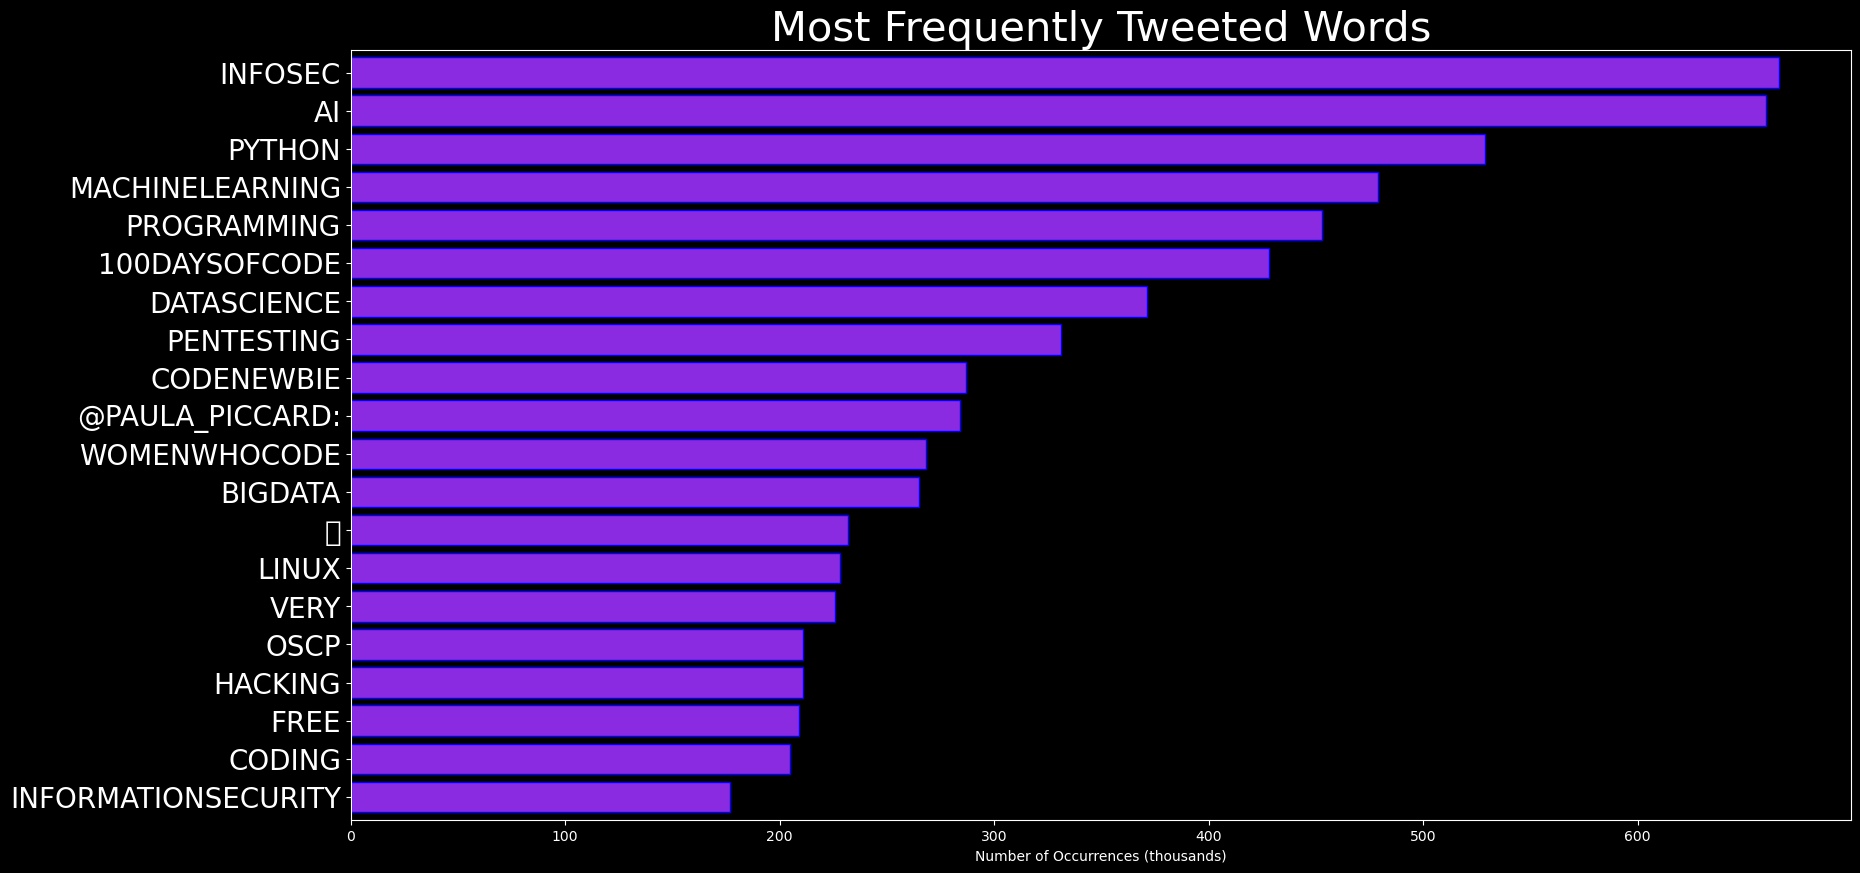 Most Frequently Tweeted Words
INFOSEC
AI
PYTHON
MACHINELEARNING
PROGRAMMING
100DAYSOFCODE
DATASCIENCE
PENTESTING
CODENEWBIE
@PAULA_PICCARD:
WOMENWHOCODE
BIGDATA
LINUX
VERY
OSCP
HACKING
FREE
CODING
INFORMATIONSECURITY
0 100 200 300 400 500 600
Number of Occurrences (thousands)